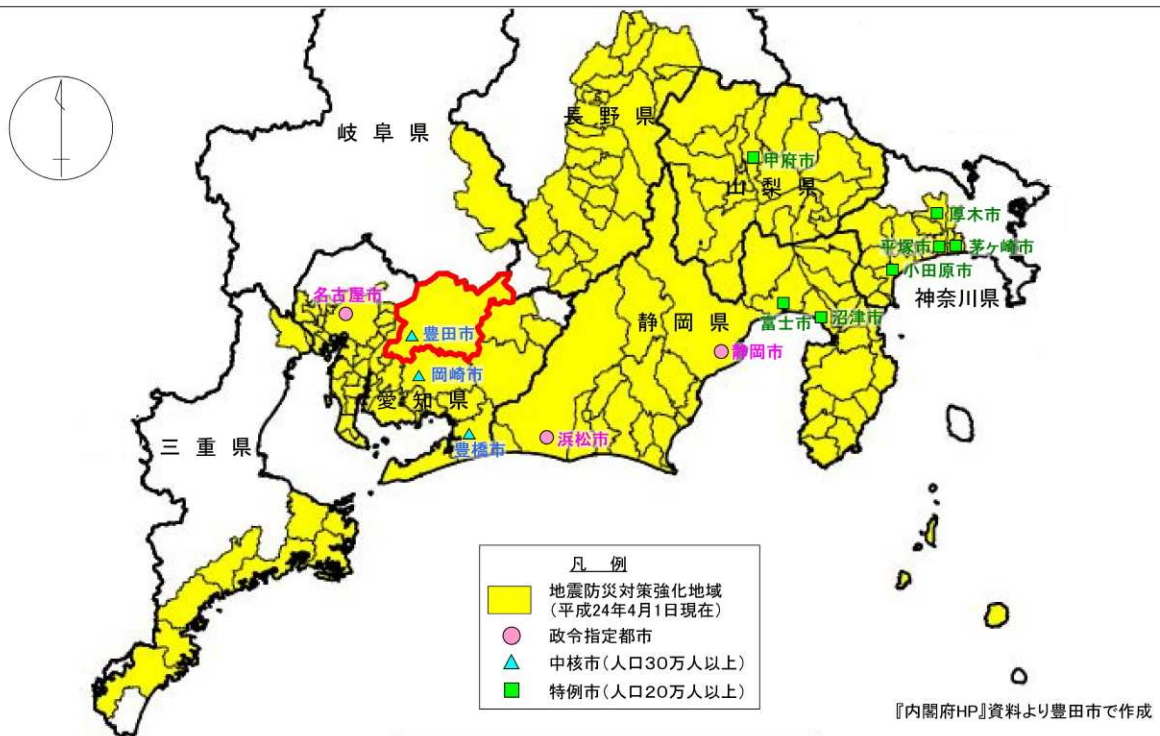 長野県
岐阜県
甲府市
山梨県
厚木市
平塚市
茅ヶ崎市
小田原市
神奈川県
名古屋市
豊田市
静岡県
富士市
沼津市
静岡市
岡崎市
愛知県
三重県
豊橋市
浜松市
凡 例
地震防災対策強化地域
(平成24年4月1日現在)
政令指定都市
中核市(人口30万人以上)
特例市(人口20万人以上)
『内閣府HP』資料より豊田市で作成